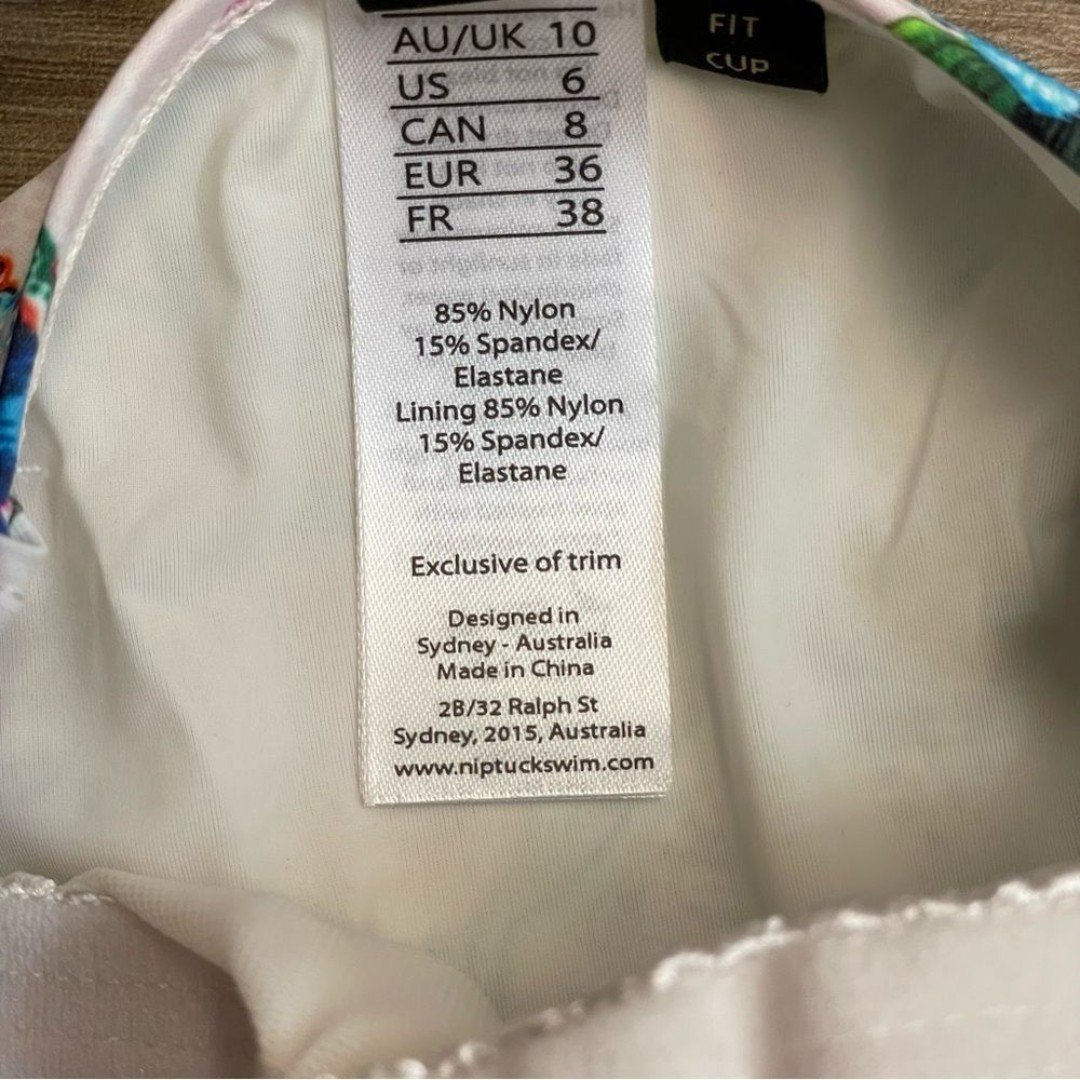 AU/UK 10
US 6
CAN 8
EUR 36
FR 38
85% Nylon
15% Spandex/
Elastane
Lining 85% Nylon
15% Spandex/
Elastane
Exclusive of trim
Designed in
Sydney - Australia
Made in China
2B/32 Ralph St
Sydney, 2015, Australia
www.niptuckswim.com
FIT
CUP